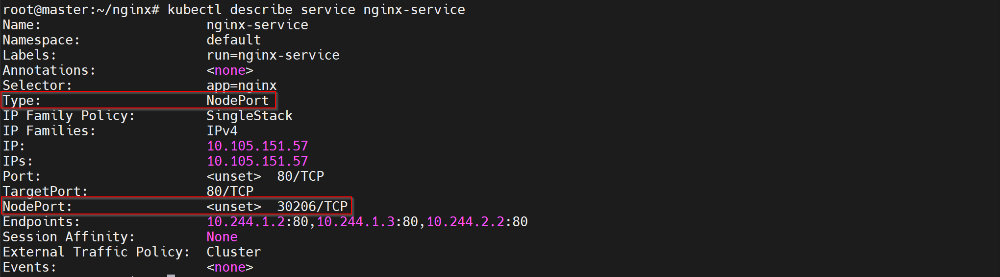 root@master:~/nginx# kubectl describe service nginx-service
Name:                     nginx-service
Namespace:                default
Labels:                   run=nginx-service
Annotations:              <none>
Selector:                 app=nginx
Type:                     NodePort
IP Family Policy:         SingleStack
IP Families:              IPv4
IP:                       10.105.151.57
IPs:                      10.105.151.57
Port:                     <unset>  80/TCP
TargetPort:               80/TCP
NodePort:                 <unset>  30206/TCP
Endpoints:                10.244.1.2:80,10.244.1.3:80,10.244.2.2:80
Session Affinity:         None
External Traffic Policy:  Cluster
Events:                   <none>